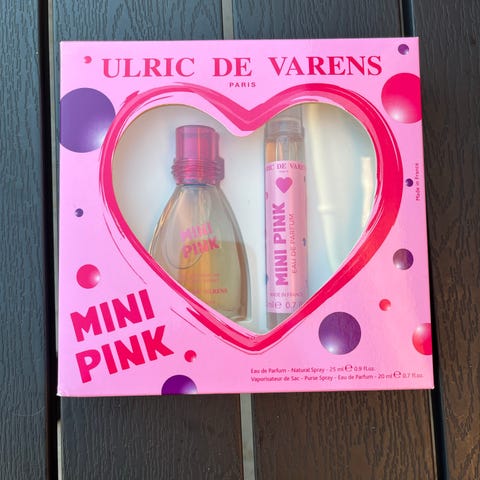 ULRIC DE VARENS
PARIS
Made in France
MINI
PINK
DE VARENS
MINI PINK
EAU DE PARFUM
MADE IN FRANCE
MINI
PINK
Eau de Parfum - Natural Spray - 25 ml ℮ 0.9 fl.oz.
Vaporisateur de Sac - Purse Spray - Eau de Parfum - 20 ml ℮ 0.7 fl.oz.